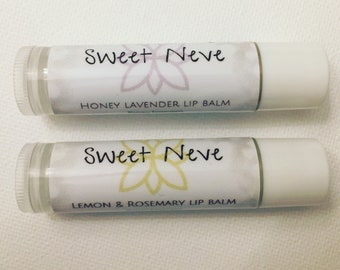 Sweet Neve
Honey Lavender Lip Balm
Sweet Neve
Lemon & Rosemary Lip Balm